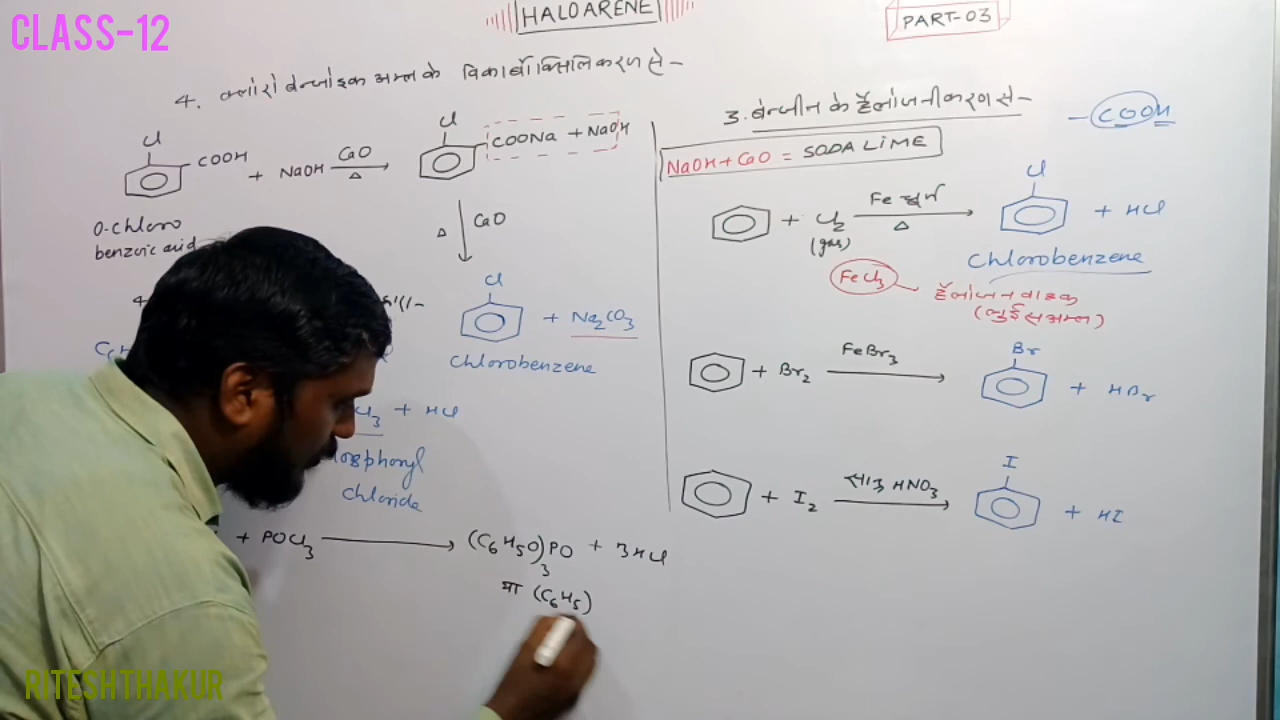 CLASS-12
HALOARENE
PART-03
4. क्लोरो बेन्जोइक अम्ल के विकार्बोक्सिलिकरण से -
Cl
COOH + NaOH CaO Δ
Cl
COONa + NaOH
O-chloro
benzoic acid
Δ CaO
Cl
+ Na2CO3
Chlorobenzene
Cl3 + HCl
chloride
+ POCl3 (C6H5O)3PO + 3HCl
या (C6H5)
3. बेन्जीन के हैलोजनीकरण से -
- COOH
NaOH + CaO = SODA LIME
+ Cl2 Fe चूर्ण Δ
(gas)
Cl
+ HCl
Chlorobenzene
FeCl3 - हैलोजन वाहक
(लुईस अम्ल)
+ Br2 FeBr3
Br
+ HBr
+ I2 HNO3
I
+ HI
RITESHTHAKUR